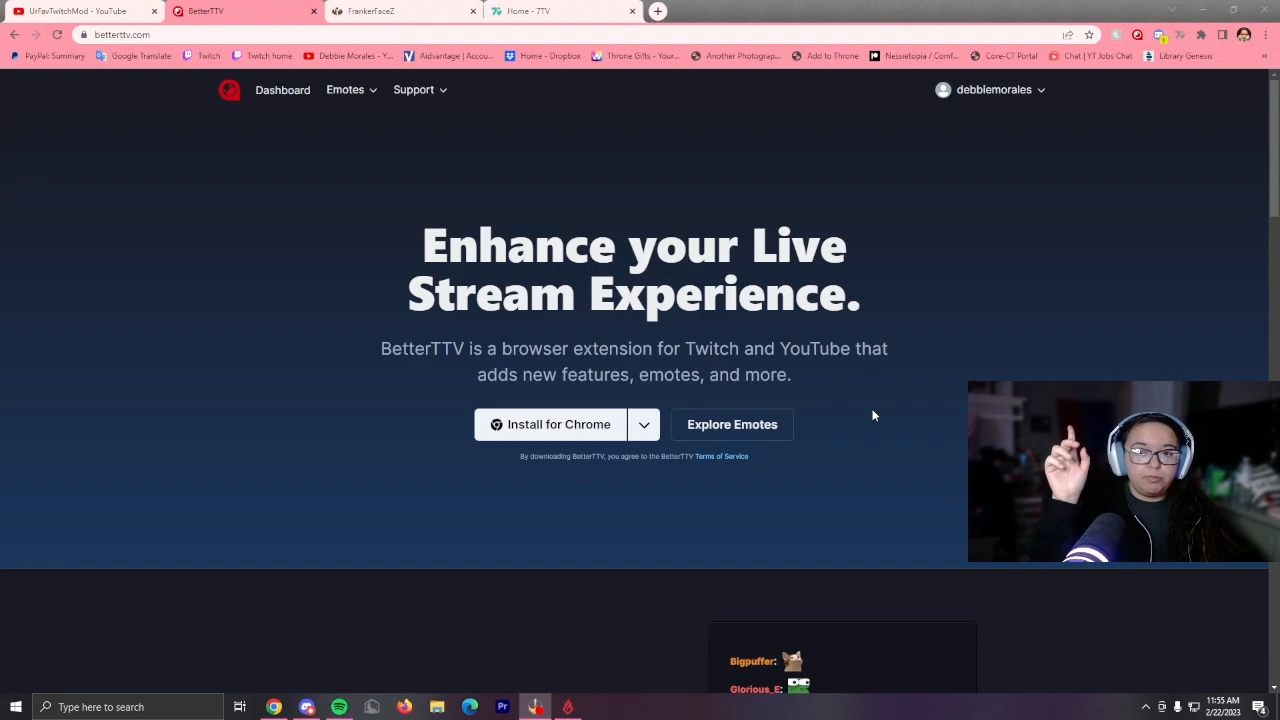 UrFavTwitchMod - YouTube
BetterTTV
FrankerFaceZ
Home - 7TV
betterttv.com
PayPal Summary
Google Translate
Twitch
Twitch home
Debbie Morales - Y...
Aidvantage | Accou...
Home - Dropbox
Throne Gifts - Your...
Another Photograp...
Add to Throne
Nessietopia / Comf...
Core-CT Portal
Chat | YT Jobs Chat
Library Genesis
»
Dashboard
Emotes
Support
debbiemorales
Enhance your Live
Stream Experience.
BetterTTV is a browser extension for Twitch and YouTube that
adds new features, emotes, and more.
Install for Chrome
Explore Emotes
By downloading BetterTTV, you agree to the BetterTTV Terms of Service
Bigpuffer:
Glorious_E:
Type here to search
Pr
11:55 AM
2/22/2023
4